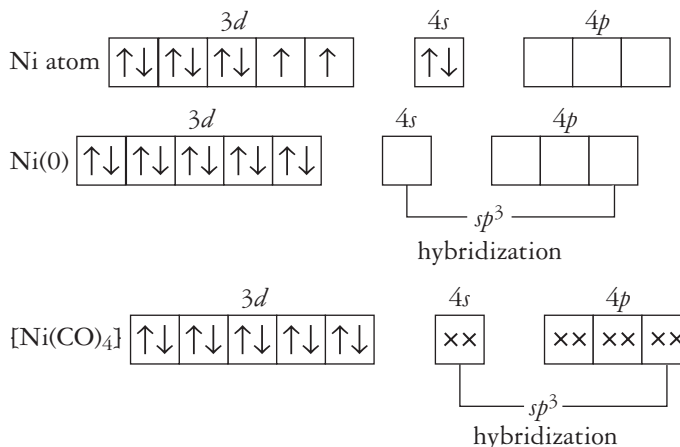 3d 4s 4p
Ni atom ↑↓ ↑↓ ↑↓ ↑ ↑ ↑↓
3d 4s 4p
Ni(0) ↑↓ ↑↓ ↑↓ ↑↓ ↑↓
sp³
hybridization
3d 4s 4p
{Ni(CO)₄} ↑↓ ↑↓ ↑↓ ↑↓ ↑↓ ×× ×× ×× ××
sp³
hybridization